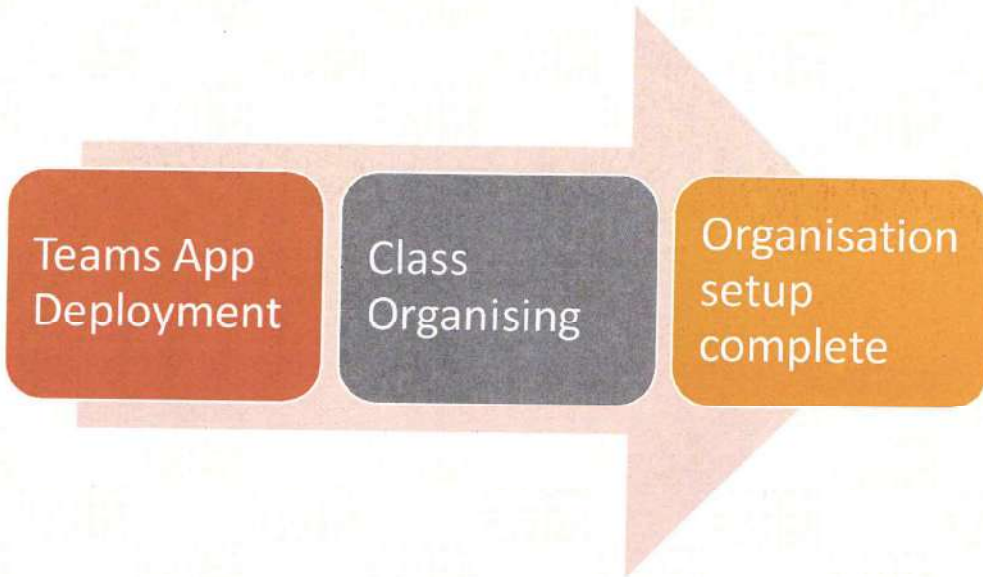 Teams App
Deployment
Class
Organising
Organisation
setup
complete